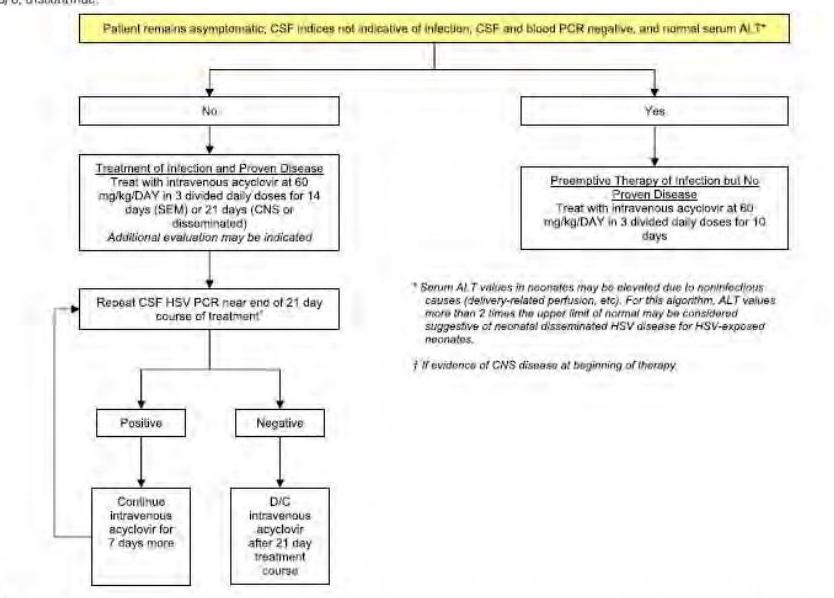 discontinue.
Patient remains asymptomatic, CSF indices not indicative of infection, CSF and blood PCR negative, and normal serum ALT*
No
Yes
Treatment of Infection and Proven Disease
Treat with intravenous acyclovir at 60
mg/kg/DAY in 3 divided daily doses for 14
days (SEM) or 21 days (CNS or
disseminated)
Additional evaluation may be indicated
Preemptive Therapy of Infection but No
Proven Disease
Treat with intravenous acyclovir at 60
mg/kg/DAY in 3 divided daily doses for 10
days
Repeat CSF HSV PCR near end of 21 day
course of treatment†
* Serum ALT values in neonates may be elevated due to noninfectious
causes (delivery-related perfusion, etc). For this algorithm, ALT values
more than 2 times the upper limit of normal may be considered
suggestive of neonatal disseminated HSV disease for HSV-exposed
neonates.
† If evidence of CNS disease at beginning of therapy.
Positive
Negative
Continue
intravenous
acyclovir for
7 days more
D/C
intravenous
acyclovir
after 21 day
treatment
course